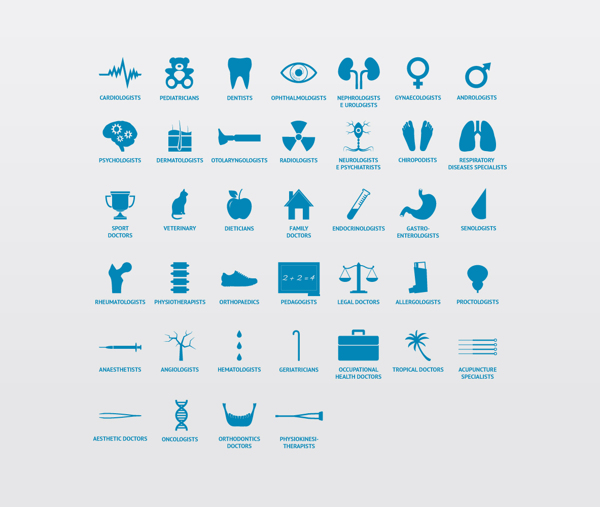 CARDIOLOGISTS
PEDIATRICIANS
DENTISTS
OPHTHALMOLOGISTS
NEPHROLOGISTS
E UROLOGISTS
GYNAECOLOGISTS
ANDROLOGISTS
PSYCHOLOGISTS
DERMATOLOGISTS
OTOLARYNGOLOGISTS
RADIOLOGISTS
NEUROLOGISTS
E PSYCHIATRISTS
CHIROPODISTS
RESPIRATORY
DISEASES SPECIALISTS
SPORT
DOCTORS
VETERINARY
DIETICIANS
FAMILY
DOCTORS
ENDOCRINOLOGISTS
GASTRO-
ENTEROLOGISTS
SENOLOGISTS
RHEUMATOLOGISTS
PHYSIOTHERAPISTS
ORTHOPAEDICS
2+2=4
PEDAGOGISTS
LEGAL DOCTORS
ALLERGOLOGISTS
PROCTOLOGISTS
ANAESTHETISTS
ANGIOLOGISTS
HEMATOLOGISTS
GERIATRICIANS
OCCUPATIONAL
HEALTH DOCTORS
TROPICAL DOCTORS
ACUPUNCTURE
SPECIALISTS
AESTHETIC DOCTORS
ONCOLOGISTS
ORTHODONTICS
DOCTORS
PHYSIOKINESI-
THERAPISTS